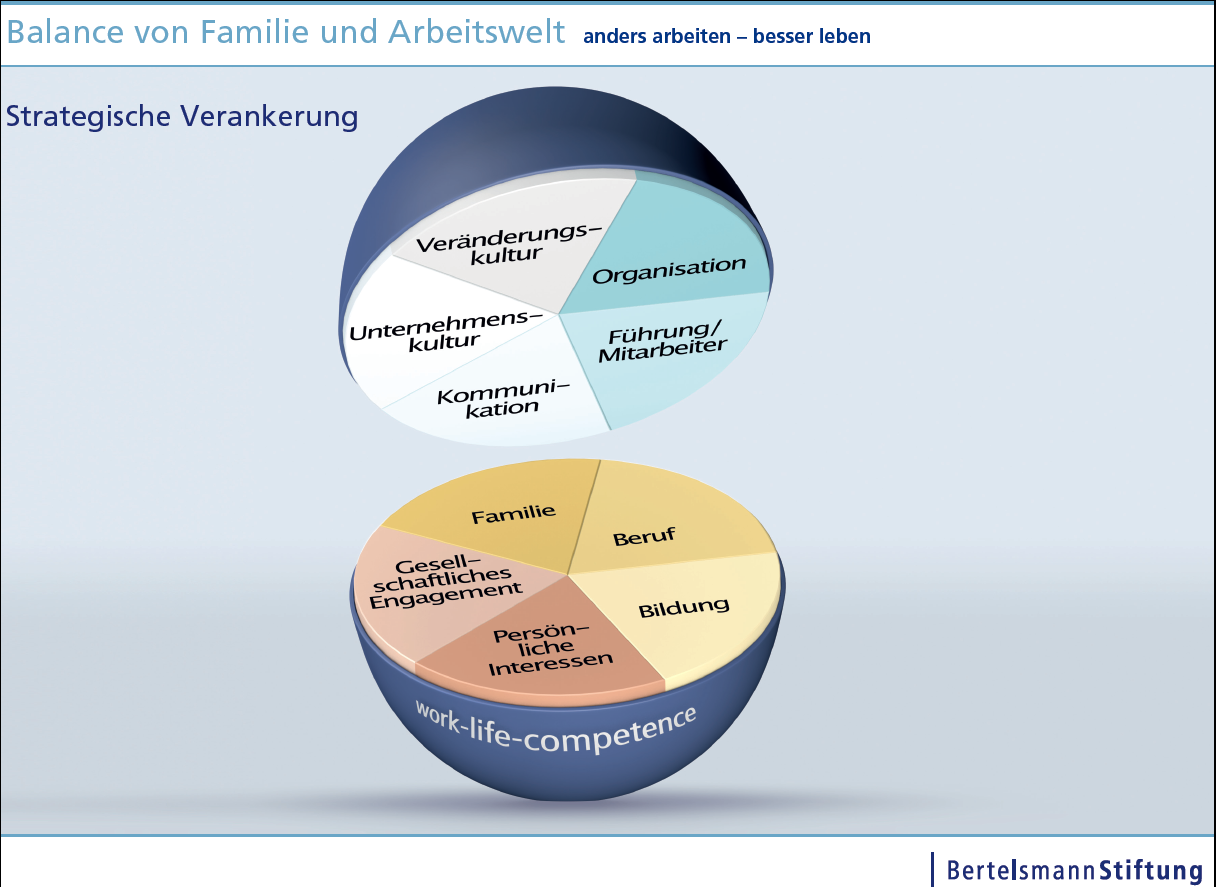 Balance von Familie und Arbeitswelt anders arbeiten – besser leben
Strategische Verankerung
Veränderungs–
kultur
Organisation
Unternehmens–
kultur
Führung/
Mitarbeiter
Kommuni–
kation
Familie
Beruf
Gesell–
schaftliches
Engagement
Bildung
Persön–
liche
Interessen
work-life-competence
BertelsmannStiftung